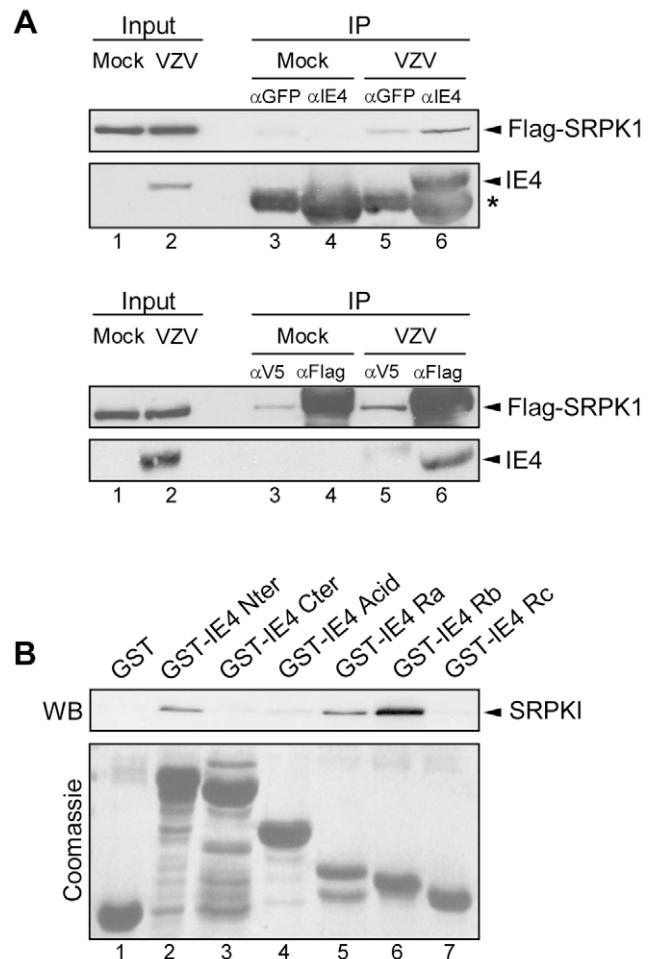 A
Input IP
Mock VZV Mock VZV
αGFP αIE4 αGFP αIE4
Flag-SRPK1
IE4
*
1 2 3 4 5 6
Input IP
Mock VZV Mock VZV
αV5 αFlag αV5 αFlag
Flag-SRPK1
IE4
1 2 3 4 5 6
B
GST GST-IE4 Nter GST-IE4 Cter GST-IE4 Acid GST-IE4 Ra GST-IE4 Rb GST-IE4 Rc
WB SRPKI
Coomassie
1 2 3 4 5 6 7